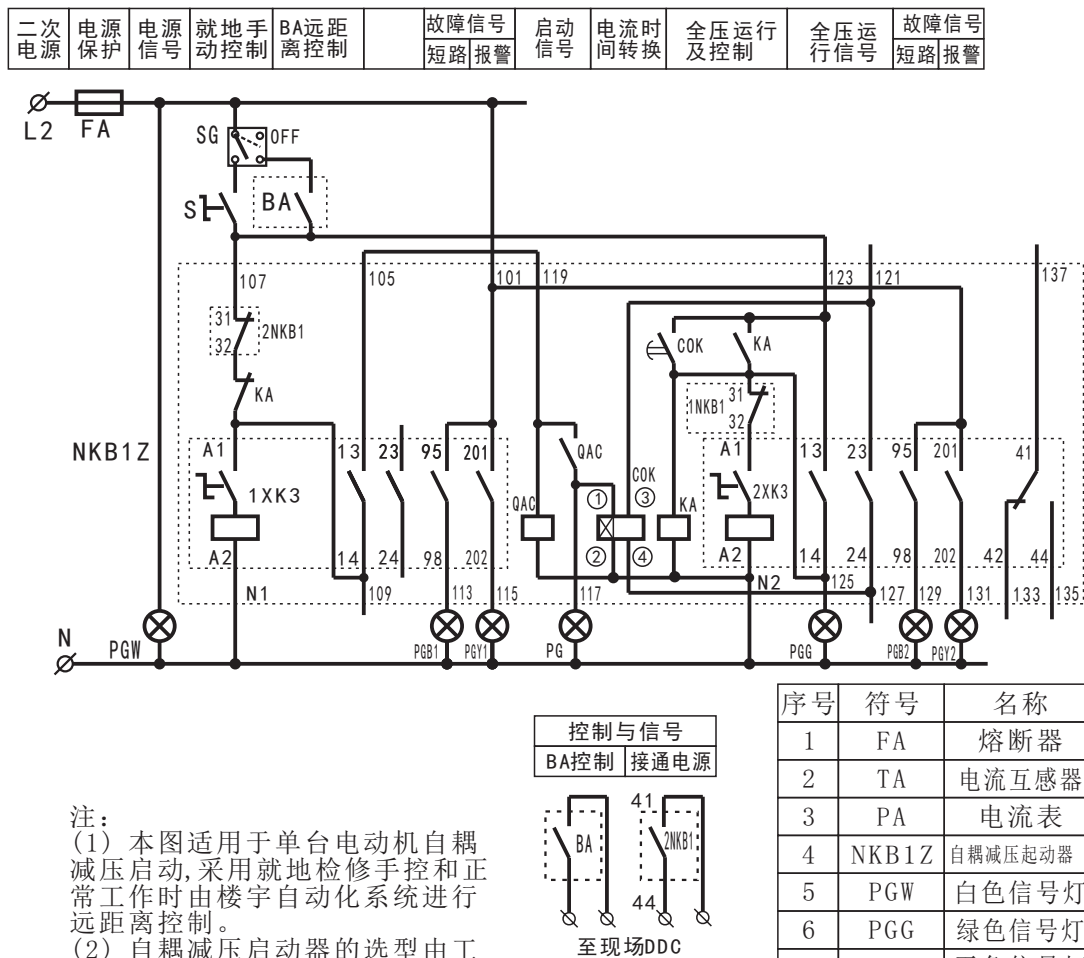 二次电源
电源保护
电源信号
就地手动控制
BA远距离控制
故障信号
短路 报警
启动信号
电流时间转换
全压运行及控制
全压运行信号
故障信号
短路 报警
L2 FA
SG OFF
S BA
107 105 101 119 123 121 137
31
32
2NKB1
COK KA
1NKB1
31
32
KA
NKB1Z
A1 13 23 95 201
QAC
COK
A1 13 23 95 201 41
1XK3
① ③
QAC
KA
2XK3
A2 14 24 98 202
② ④
A2 14 24 98 202 42 44
N1 109 113 115 117 N2 125 127 129 131 133 135
N
PGW PGB1 PGY1 PG PGG PGB2 PGY2
控制与信号
BA控制 接通电源
41
BA 2NKB1
44
至现场DDC
注:
(1) 本图适用于单台电动机自耦
减压启动,采用就地检修手控和正
常工作时由楼宇自动化系统进行
远距离控制。
(2) 自耦减压启动器的选型由工
序号 符号 名称
1 FA 熔断器
2 TA 电流互感器
3 PA 电流表
4 NKB1Z 自耦减压起动器
5 PGW 白色信号灯
6 PGG 绿色信号灯